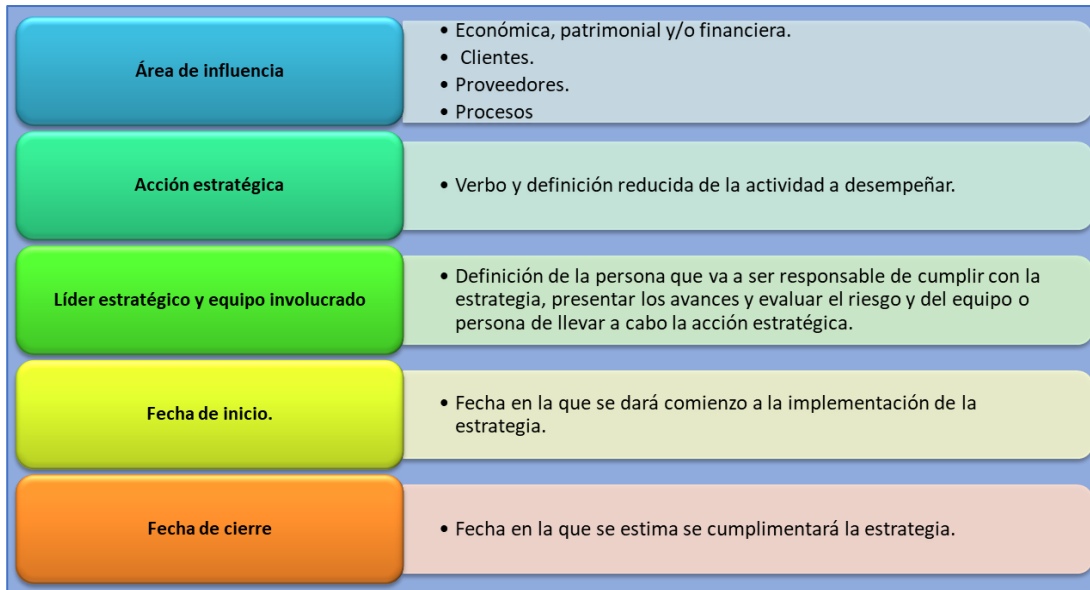 Área de influencia
• Económica, patrimonial y/o financiera.
• Clientes.
• Proveedores.
• Procesos
Acción estratégica
• Verbo y definición reducida de la actividad a desempeñar.
Líder estratégico y equipo involucrado
• Definición de la persona que va a ser responsable de cumplir con la
estrategia, presentar los avances y evaluar el riesgo y del equipo o
persona de llevar a cabo la acción estratégica.
Fecha de inicio.
• Fecha en la que se dará comienzo a la implementación de la
estrategia.
Fecha de cierre
• Fecha en la que se estima se cumplimentará la estrategia.